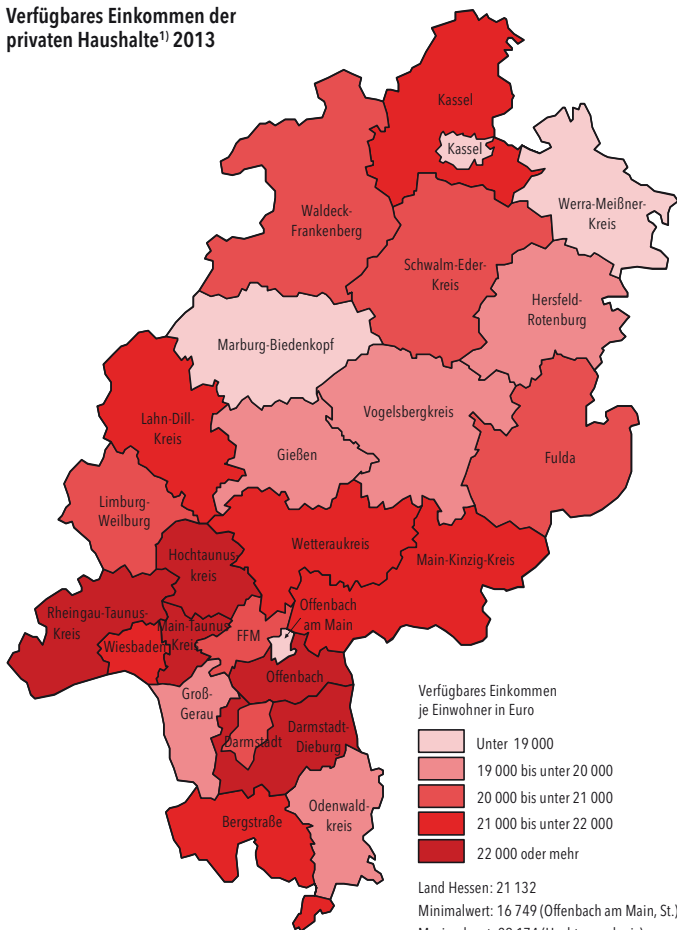 Verfügbares Einkommen der
privaten Haushalte1) 2013
Kassel
Kassel
Werra-Meißner-
Kreis
Waldeck-
Frankenberg
Schwalm-Eder-
Kreis
Hersfeld-
Rotenburg
Marburg-Biedenkopf
Vogelsbergkreis
Lahn-Dill-
Kreis
Gießen
Fulda
Limburg-
Weilburg
Wetteraukreis
Hochtaunus
kreis
Main-Kinzig-Kreis
Offenbach
am Main
Rheingau-Taunus-
Kreis
Main-Taunus
-Kreis
FFM
Wiesbaden
Offenbach
Groß-
Gerau
Darmstadt
Darmstadt-
Dieburg
Odenwald-
kreis
Bergstraße
Verfügbares Einkommen
je Einwohner in Euro
Unter 19 000
19 000 bis unter 20 000
20 000 bis unter 21 000
21 000 bis unter 22 000
22 000 oder mehr
Land Hessen: 21 132
Minimalwert: 16 749 (Offenbach am Main, St.)